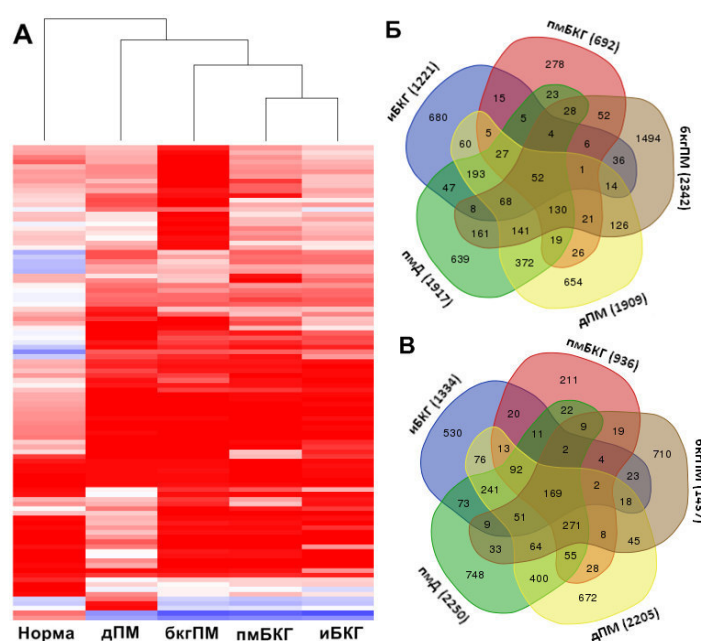 А
Норма дПМ бкгПМ пмБКГ иБКГ
Б
пмБКГ (692)
иБКГ (1221)
бкгПМ (2342)
дПМ (1909)
пмД (1917)
278
15 23 52
680 5 28
1494
60 5 4 6 36
27 1 14
193 52
47 68 130 21 126
8
161 141 19
26
639 372 654
В
пмБКГ (936)
иБКГ (1334)
бкгПМ (1437)
дПМ (2205)
пмД (2250)
211
20 22 19
530 11 9
710
76 13 2 4 23
92 2 18
241 169
73 51 271 8 45
9
33 64 55
28
748 400 672